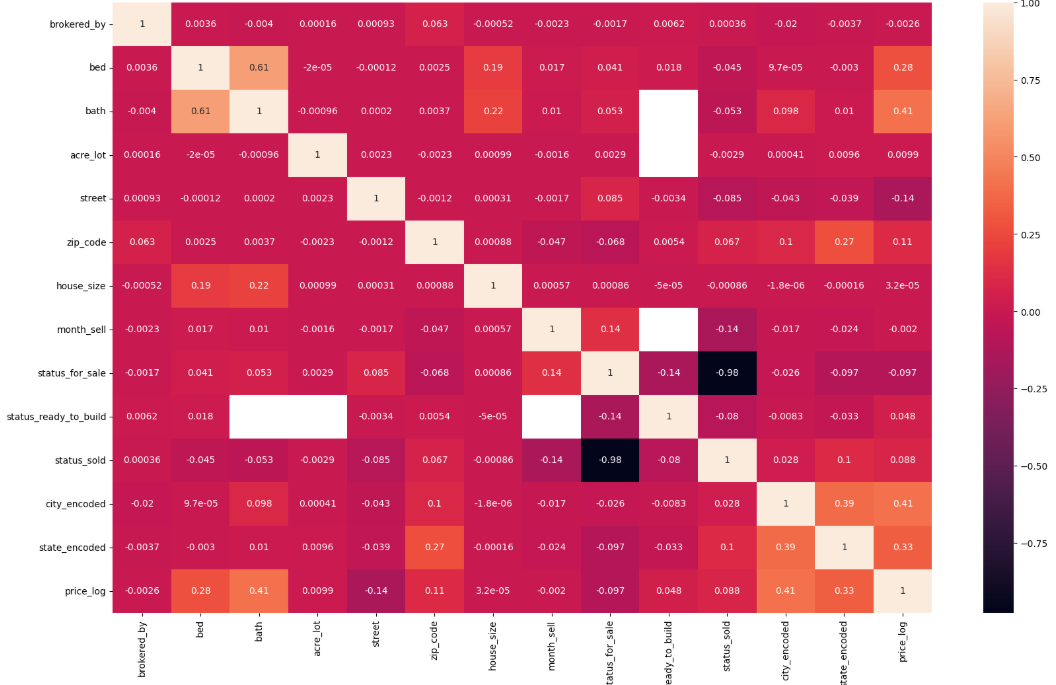 brokered_by 1 0.0036 -0.004 0.00016 0.00093 0.063 -0.00052 -0.0023 -0.0017 0.0062 0.00036 -0.02 -0.0037 -0.0026
bed 0.0036 1 0.61 -2e-05 -0.00012 0.0025 0.19 0.017 0.041 0.018 -0.045 9.7e-05 -0.003 0.28
bath -0.004 0.61 1 -0.00096 0.0002 0.0037 0.22 0.01 0.053 -0.053 0.098 0.01 0.41
acre_lot 0.00016 -2e-05 -0.00096 1 0.0023 -0.0023 0.00099 -0.0016 0.0029 -0.0029 0.00041 0.0096 0.0099
street 0.00093 -0.00012 0.0002 0.0023 1 -0.0012 0.00031 -0.0017 0.085 -0.0034 -0.085 -0.043 -0.039 -0.14
zip_code 0.063 0.0025 0.0037 -0.0023 -0.0012 1 0.00088 -0.047 -0.068 0.0054 0.067 0.1 0.27 0.11
house_size -0.00052 0.19 0.22 0.00099 0.00031 0.00088 1 0.00057 0.00086 -5e-05 -0.00086 -1.8e-06 -0.00016 3.2e-05
month_sell -0.0023 0.017 0.01 -0.0016 -0.0017 -0.047 0.00057 1 0.14 -0.14 -0.017 -0.024 -0.002
status_for_sale -0.0017 0.041 0.053 0.0029 0.085 -0.068 0.00086 0.14 1 -0.14 -0.98 -0.026 -0.097 -0.097
status_ready_to_build 0.0062 0.018 -0.0034 0.0054 -5e-05 -0.14 1 -0.08 -0.0083 -0.033 0.048
status_sold 0.00036 -0.045 -0.053 -0.0029 -0.085 0.067 -0.00086 -0.14 -0.98 -0.08 1 0.028 0.1 0.088
city_encoded -0.02 9.7e-05 0.098 0.00041 -0.043 0.1 -1.8e-06 -0.017 -0.026 -0.0083 0.028 1 0.39 0.41
state_encoded -0.0037 -0.003 0.01 0.0096 -0.039 0.27 -0.00016 -0.024 -0.097 -0.033 0.1 0.39 1 0.33
price_log -0.0026 0.28 0.41 0.0099 -0.14 0.11 3.2e-05 -0.002 -0.097 0.048 0.088 0.41 0.33 1
brokered_by
bed
bath
acre_lot
street
zip_code
house_size
month_sell
tatus_for_sale
ready_to_build
status_sold
city_encoded
tate_encoded
price_log
1.00
0.75
0.50
0.25
0.00
−0.25
−0.50
−0.75